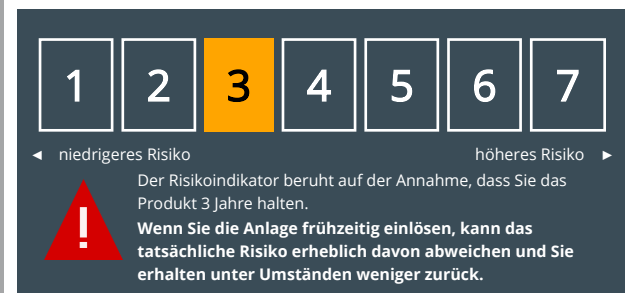 1 2 3 4 5 6 7
◄ niedrigeres Risiko höheres Risiko ►
Der Risikoindikator beruht auf der Annahme, dass Sie das
Produkt 3 Jahre halten.
!
Wenn Sie die Anlage frühzeitig einlösen, kann das
tatsächliche Risiko erheblich davon abweichen und Sie
erhalten unter Umständen weniger zurück.